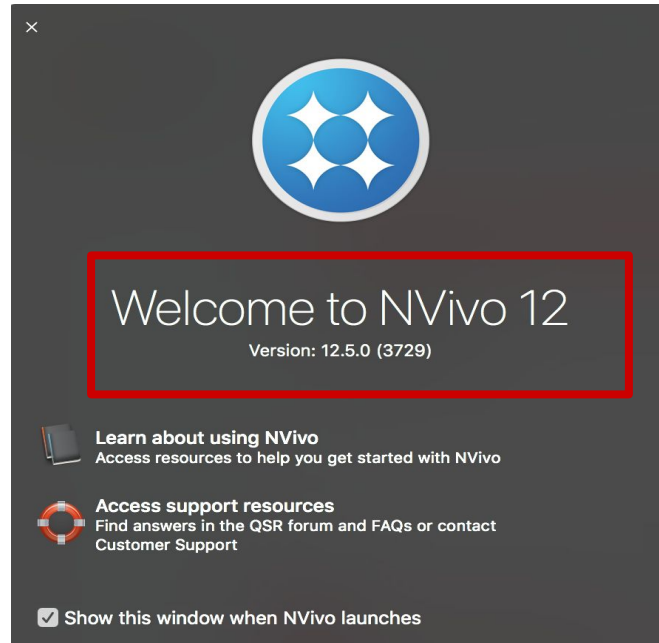 Welcome to NVivo 12
Version: 12.5.0 (3729)
Learn about using NVivo
Access resources to help you get started with NVivo
Access support resources
Find answers in the QSR forum and FAQs or contact
Customer Support
Show this window when NVivo launches